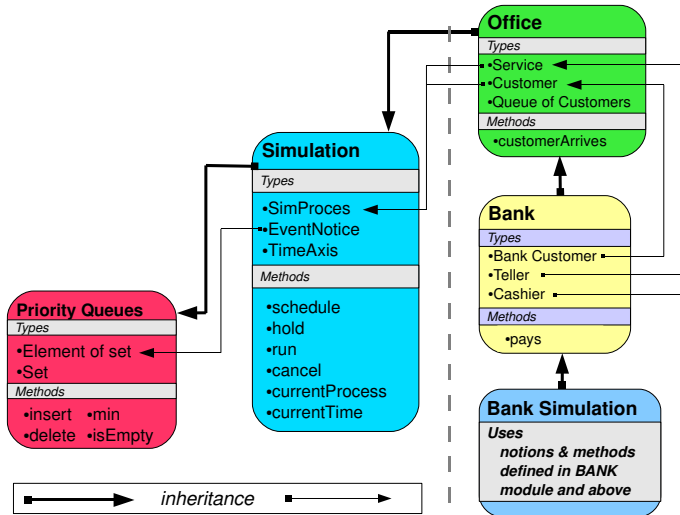 Office
Types
•Service
•Customer
•Queue of Customers
Methods
•customerArrives
Simulation
Types
•SimProces
•EventNotice
•TimeAxis
Methods
•schedule
•hold
•run
•cancel
•currentProcess
•currentTime
Bank
Types
•Bank Customer
•Teller
•Cashier
Methods
•pays
Priority Queues
Types
•Element of set
•Set
Methods
•insert •min
•delete •isEmpty
Bank Simulation
Uses
notions & methods
defined in BANK
module and above
inheritance